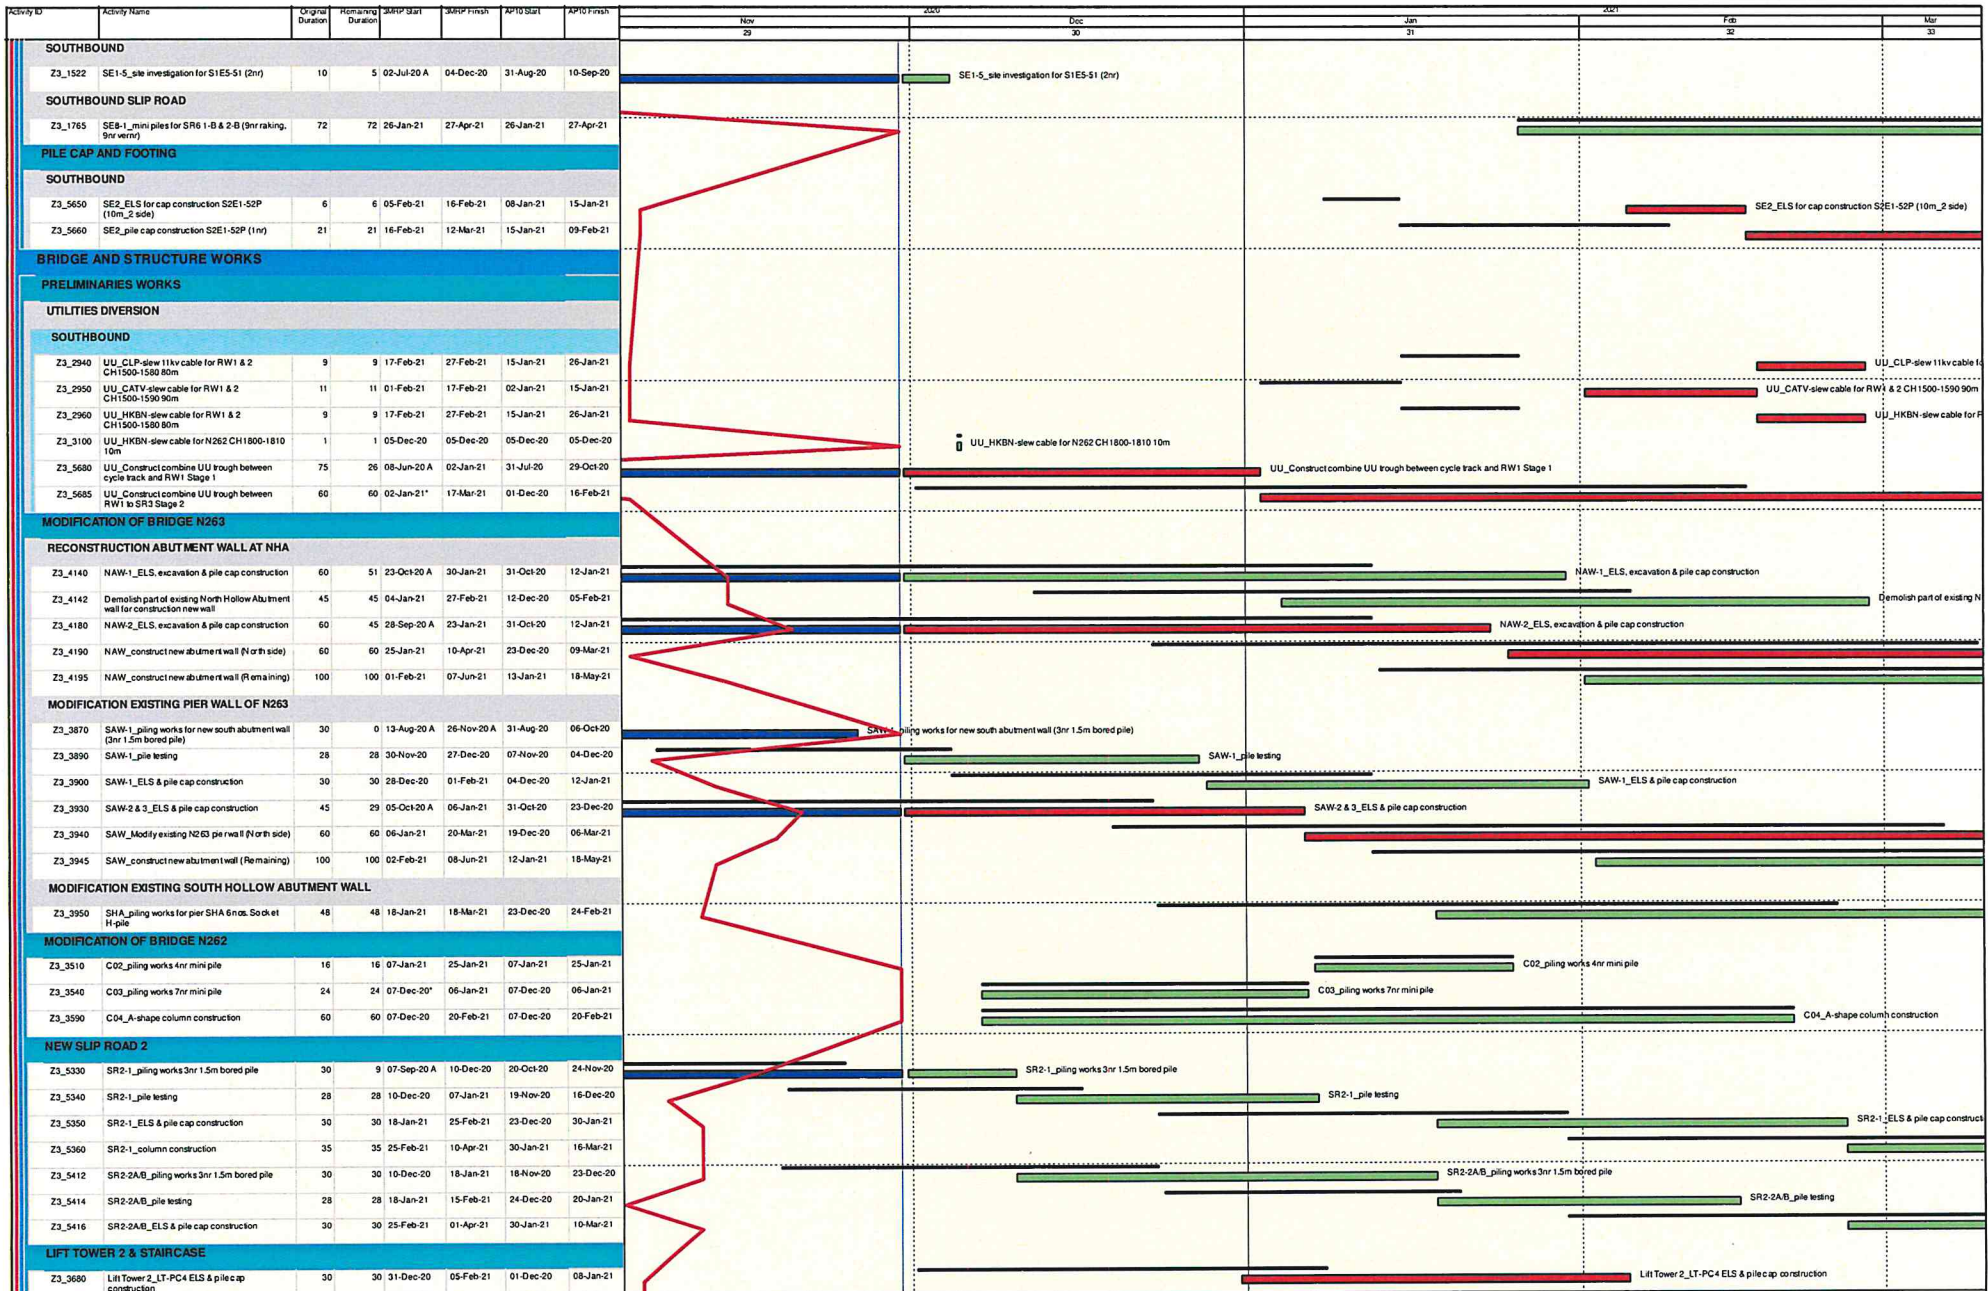 Activity ID Activity Name Original Duration Remaining Duration 3MRP Start 3MRP Finish AP10 Start AP10 Finish 2020 2021
Nov Dec Jan Feb Mar
29 30 31 32 33
SOUTHBOUND
Z3_1522 SE1-5_site investigation for S1E5-51 (2nr) 10 5 02-Jul-20 A 04-Dec-20 31-Aug-20 10-Sep-20 SE1-5_site investigation for S1E5-51 (2nr)
SOUTHBOUND SLIP ROAD
Z3_1765 SE8-1_mini piles for SR6 1-B & 2-B (9nr raking, 9nr vernr) 72 72 26-Jan-21 27-Apr-21 26-Jan-21 27-Apr-21
PILE CAP AND FOOTING
SOUTHBOUND
Z3_5650 SE2_ELS for cap construction S2E1-52P (10m_2 side) 6 6 05-Feb-21 16-Feb-21 08-Jan-21 15-Jan-21 SE2_ELS for cap construction S2E1-52P (10m_2 side)
Z3_5660 SE2_pile cap construction S2E1-52P (1nr) 21 21 16-Feb-21 12-Mar-21 15-Jan-21 09-Feb-21
BRIDGE AND STRUCTURE WORKS
PRELIMINARIES WORKS
UTILITIES DIVERSION
SOUTHBOUND
Z3_2940 UU_CLP-slew 11kv cable for RW1 & 2 CH1500-1580 80m 9 9 17-Feb-21 27-Feb-21 15-Jan-21 26-Jan-21 UU_CLP-slew 11kv cable fo
Z3_2950 UU_CATV-slew cable for RW1 & 2 CH1500-1590 90m 11 11 01-Feb-21 17-Feb-21 02-Jan-21 15-Jan-21 UU_CATV-slew cable for RW1 & 2 CH1500-1590 90m
Z3_2960 UU_HKBN-slew cable for RW1 & 2 CH1500-1580 80m 9 9 17-Feb-21 27-Feb-21 15-Jan-21 26-Jan-21 UU_HKBN-slew cable for F
Z3_3100 UU_HKBN-slew cable for N262 CH1800-1810 10m 1 1 05-Dec-20 05-Dec-20 05-Dec-20 05-Dec-20 UU_HKBN-slew cable for N262 CH1800-1810 10m
Z3_5680 UU_Construct combine UU trough between cycle track and RW1 Stage 1 75 26 08-Jun-20 A 02-Jan-21 31-Jul-20 29-Oct-20 UU_Construct combine UU trough between cycle track and RW1 Stage 1
Z3_5685 UU_Construct combine UU trough between RW1 to SR3 Stage 2 60 60 02-Jan-21* 17-Mar-21 01-Dec-20 16-Feb-21
MODIFICATION OF BRIDGE N263
RECONSTRUCTION ABUTMENT WALL AT NHA
Z3_4140 NAW-1_ELS, excavation & pile cap construction 60 51 23-Oct-20 A 30-Jan-21 31-Oct-20 12-Jan-21 NAW-1_ELS, excavation & pile cap construction
Z3_4142 Demolish part of existing North Hollow Abutment wall for construction new wall 45 45 04-Jan-21 27-Feb-21 12-Dec-20 05-Feb-21 Demolish part of existing N
Z3_4180 NAW-2_ELS, excavation & pile cap construction 60 45 28-Sep-20 A 23-Jan-21 31-Oct-20 12-Jan-21 NAW-2_ELS, excavation & pile cap construction
Z3_4190 NAW_construct new abutment wall (North side) 60 60 25-Jan-21 10-Apr-21 23-Dec-20 09-Mar-21
Z3_4195 NAW_construct new abutment wall (Remaining) 100 100 01-Feb-21 07-Jun-21 13-Jan-21 18-May-21
MODIFICATION EXISTING PIER WALL OF N263
Z3_3870 SAW-1_piling works for new south abutment wall (3nr 1.5m bored pile) 30 0 13-Aug-20 A 26-Nov-20 A 31-Aug-20 06-Oct-20 SAW-1_piling works for new south abutment wall (3nr 1.5m bored pile)
Z3_3890 SAW-1_pile testing 28 28 30-Nov-20 27-Dec-20 07-Nov-20 04-Dec-20 SAW-1_pile testing
Z3_3900 SAW-1_ELS & pile cap construction 30 30 28-Dec-20 01-Feb-21 04-Dec-20 12-Jan-21 SAW-1_ELS & pile cap construction
Z3_3930 SAW-2 & 3_ELS & pile cap construction 45 29 05-Oct-20 A 06-Jan-21 31-Oct-20 23-Dec-20 SAW-2 & 3_ELS & pile cap construction
Z3_3940 SAW_Modify existing N263 pier wall (North side) 60 60 06-Jan-21 20-Mar-21 19-Dec-20 06-Mar-21
Z3_3945 SAW_construct new abutment wall (Remaining) 100 100 02-Feb-21 08-Jun-21 12-Jan-21 18-May-21
MODIFICATION EXISTING SOUTH HOLLOW ABUTMENT WALL
Z3_3950 SHA_piling works for pier SHA 6nos. Socket H-pile 48 48 18-Jan-21 18-Mar-21 23-Dec-20 24-Feb-21
MODIFICATION OF BRIDGE N262
Z3_3510 C02_piling works 4nr mini pile 16 16 07-Jan-21 25-Jan-21 07-Jan-21 25-Jan-21 C02_piling works 4nr mini pile
Z3_3540 C03_piling works 7nr mini pile 24 24 07-Dec-20* 06-Jan-21 07-Dec-20 06-Jan-21 C03_piling works 7nr mini pile
Z3_3590 C04_A-shape column construction 60 60 07-Dec-20 20-Feb-21 07-Dec-20 20-Feb-21 C04_A-shape column construction
NEW SLIP ROAD 2
Z3_5330 SR2-1_piling works 3nr 1.5m bored pile 30 9 07-Sep-20 A 10-Dec-20 20-Oct-20 24-Nov-20 SR2-1_piling works 3nr 1.5m bored pile
Z3_5340 SR2-1_pile testing 28 28 10-Dec-20 07-Jan-21 19-Nov-20 16-Dec-20 SR2-1_pile testing
Z3_5350 SR2-1_ELS & pile cap construction 30 30 18-Jan-21 25-Feb-21 23-Dec-20 30-Jan-21 SR2-1_ELS & pile cap construct
Z3_5360 SR2-1_column construction 35 35 25-Feb-21 10-Apr-21 30-Jan-21 16-Mar-21
Z3_5412 SR2-2A/B_piling works 3nr 1.5m bored pile 30 30 10-Dec-20 18-Jan-21 18-Nov-20 23-Dec-20 SR2-2A/B_piling works 3nr 1.5m bored pile
Z3_5414 SR2-2A/B_pile testing 28 28 18-Jan-21 15-Feb-21 24-Dec-20 20-Jan-21 SR2-2A/B_pile testing
Z3_5416 SR2-2A/B_ELS & pile cap construction 30 30 25-Feb-21 01-Apr-21 30-Jan-21 10-Mar-21
LIFT TOWER 2 & STAIRCASE
Z3_3680 Lift Tower 2_LT-PC4 ELS & pile cap construction 30 30 31-Dec-20 05-Feb-21 01-Dec-20 08-Jan-21 Lift Tower 2_LT-PC4 ELS & pile cap construction